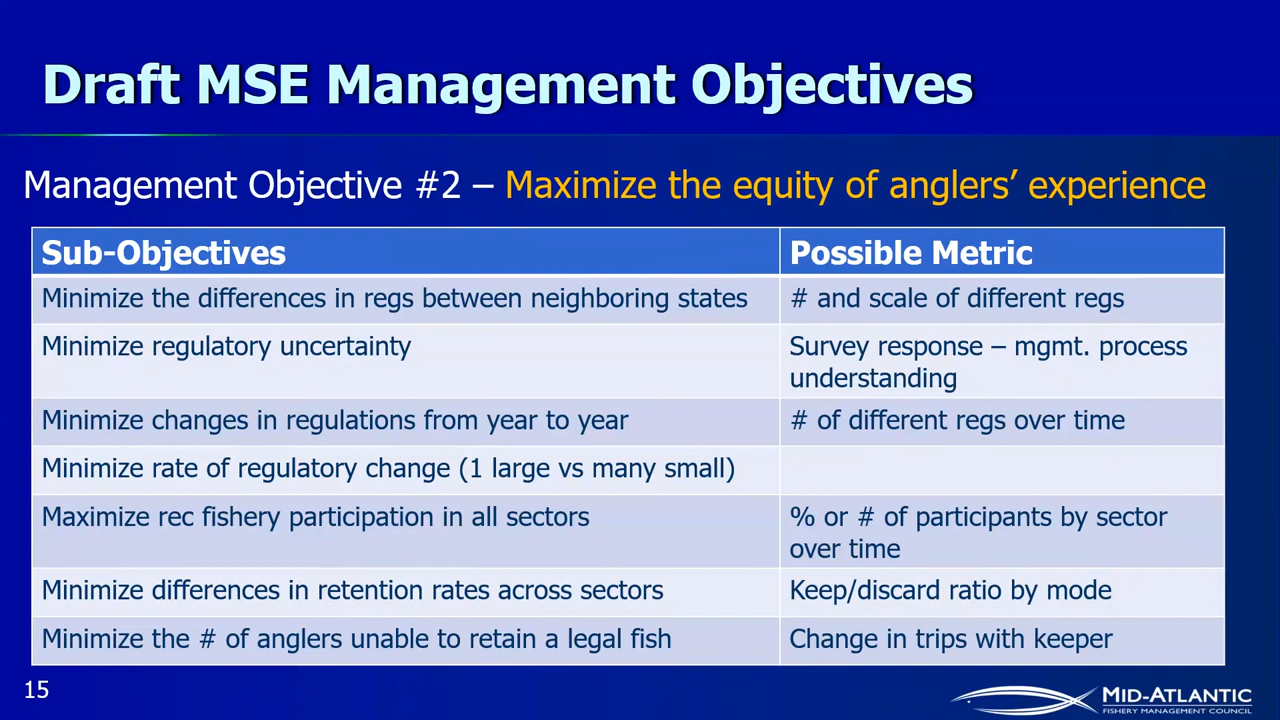 Draft MSE Management Objectives
Management Objective #2 – Maximize the equity of anglers’ experience
Sub-Objectives
Possible Metric
Minimize the differences in regs between neighboring states
# and scale of different regs
Minimize regulatory uncertainty
Survey response – mgmt. process
understanding
Minimize changes in regulations from year to year
# of different regs over time
Minimize rate of regulatory change (1 large vs many small)
Maximize rec fishery participation in all sectors
% or # of participants by sector
over time
Minimize differences in retention rates across sectors
Keep/discard ratio by mode
Minimize the # of anglers unable to retain a legal fish
Change in trips with keeper
15
MID-ATLANTIC
FISHERY MANAGEMENT COUNCIL